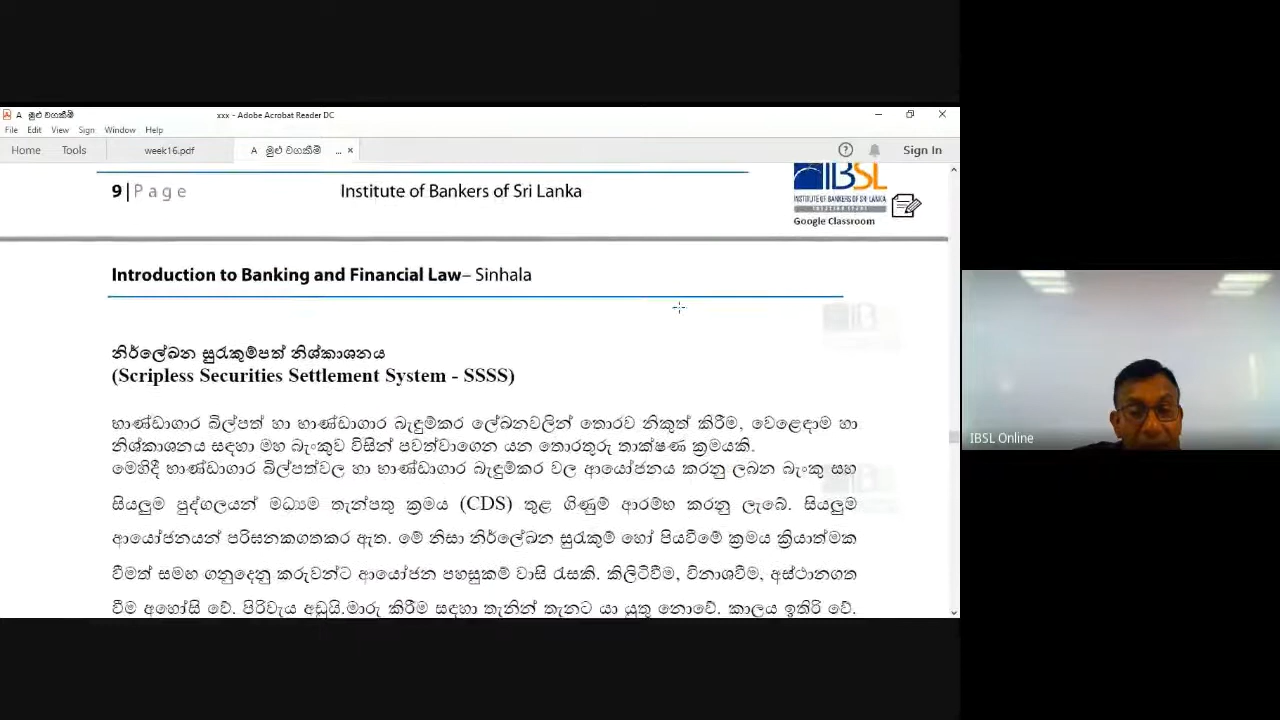 A මුළු වගකීම්
xxx - Adobe Acrobat Reader DC
File Edit View Sign Window Help
Home Tools week16.pdf A මුළු වගකීම් ... × Sign In
9 | Page Institute of Bankers of Sri Lanka
IBSL
INSTITUTE OF BANKERS OF SRI LANKA
Google Classroom
Introduction to Banking and Financial Law– Sinhala
නිර්ලේඛන සුරැකුම්පත් නිශ්කාශනය
(Scripless Securities Settlement System - SSSS)
භාණ්ඩාගාර බිල්පත් හා භාණ්ඩාගාර බැඳුම්කර ලේඛනවලින් තොරව නිකුත් කිරීම, වෙළෙඳාම හා
නිශ්කාශනය සඳහා මහ බැංකුව විසින් පවත්වාගෙන යන තොරතුරු තාක්ෂණ ක්‍රමයකි.
මෙහිදී භාණ්ඩාගාර බිල්පත්වල හා භාණ්ඩාගාර බැඳුම්කර වල ආයෝජනය කරනු ලබන බැංකු සහ
සියලුම පුද්ගලයන් මධ්‍යම තැන්පතු ක්‍රමය (CDS) තුළ ගිණුම් ආරම්භ කරනු ලැබේ. සියලුම
ආයෝජනයන් පරිඝනකගතකර ඇත. මේ නිසා නිර්ලේඛන සුරැකුම් හෝ පියවීමේ ක්‍රමය ක්‍රියාත්මක
වීමත් සමඟ ගනුදෙනු කරුවන්ට ආයෝජන පහසුකම් වාසි රැසකි. කිලිටිවීම, විනාශවීම, අස්ථානගත
වීම අහෝසි වේ. පිරිවැය අඩුයි.මාරු කිරීම සඳහා තැනින් තැනට යා යුතු නොවේ. කාලය ඉතිරි වේ.
IBSL Online